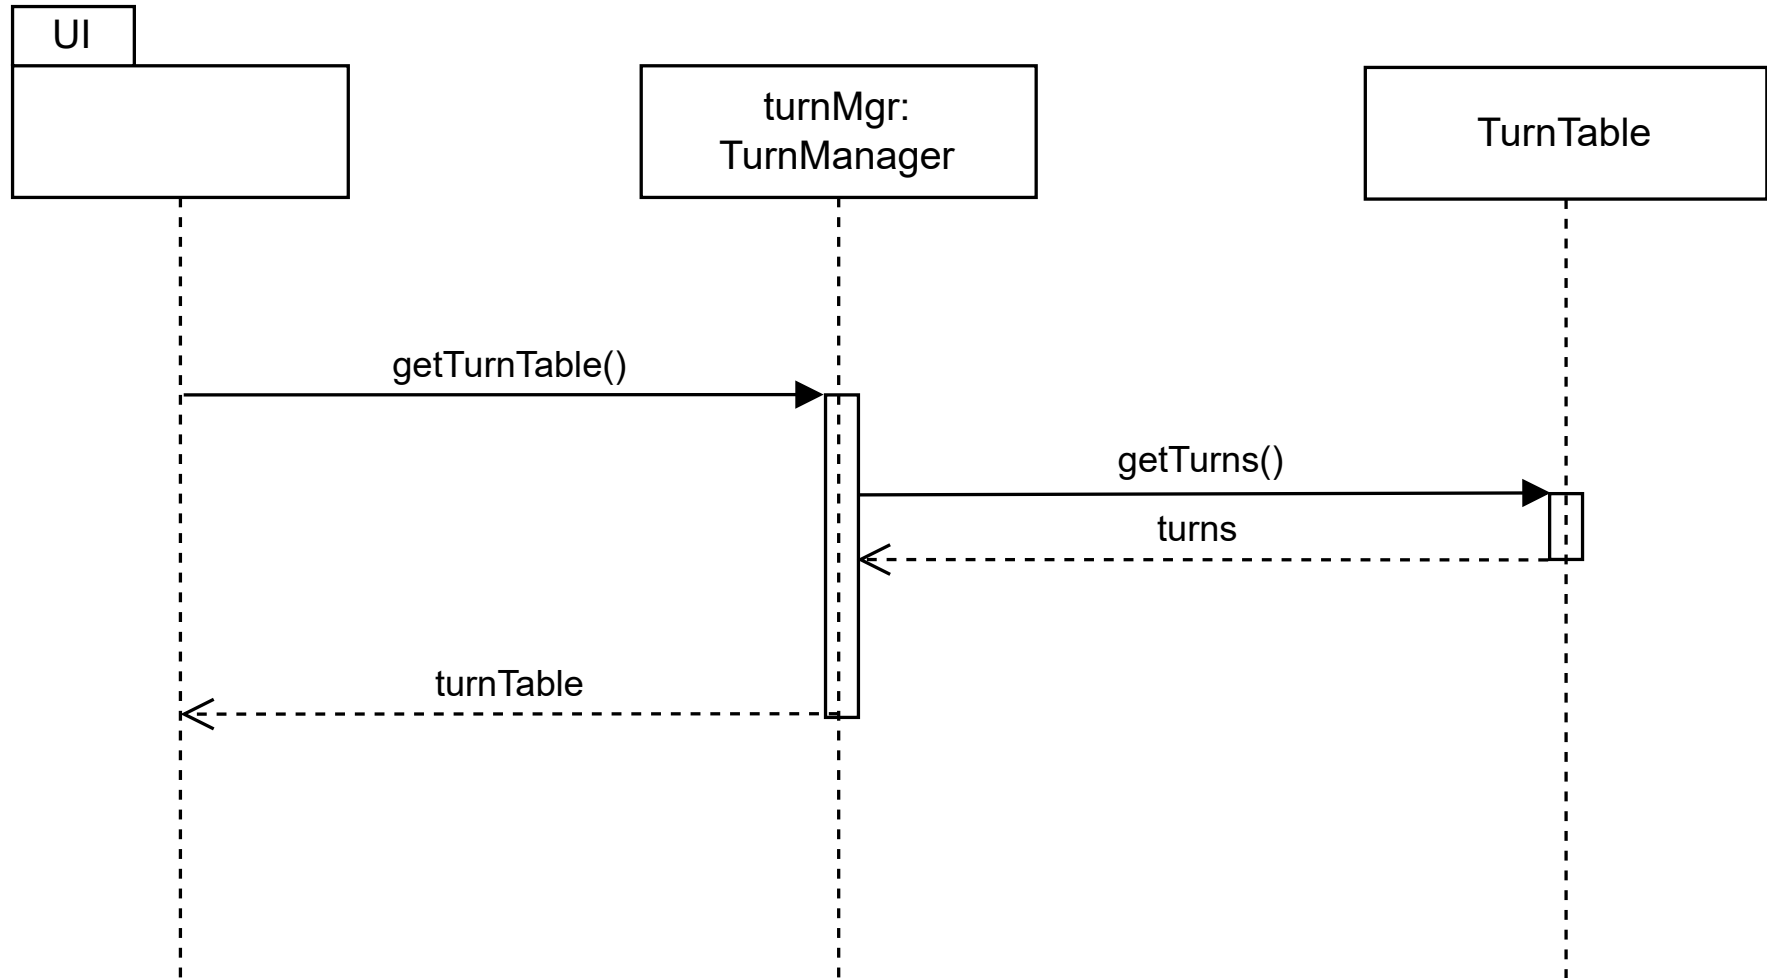 UI
turnMgr:
TurnManager
TurnTable
getTurnTable()
getTurns()
turns
turnTable